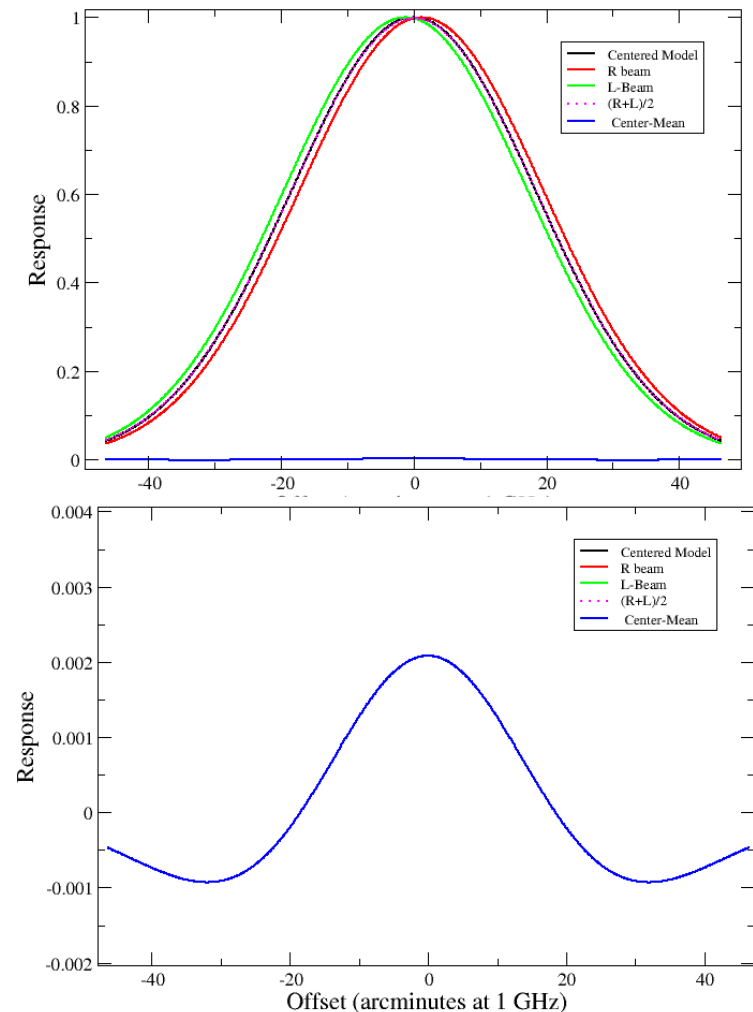 1
0.8
0.6
0.4
0.2
0
Response
-40
-20
0
20
40
Centered Model
R beam
L-Beam
(R+L)/2
Center-Mean
0.004
0.003
0.002
0.001
0
-0.001
-0.002
Response
-40
-20
0
20
40
Offset (arcminutes at 1 GHz)
Centered Model
R beam
L-Beam
(R+L)/2
Center-Mean